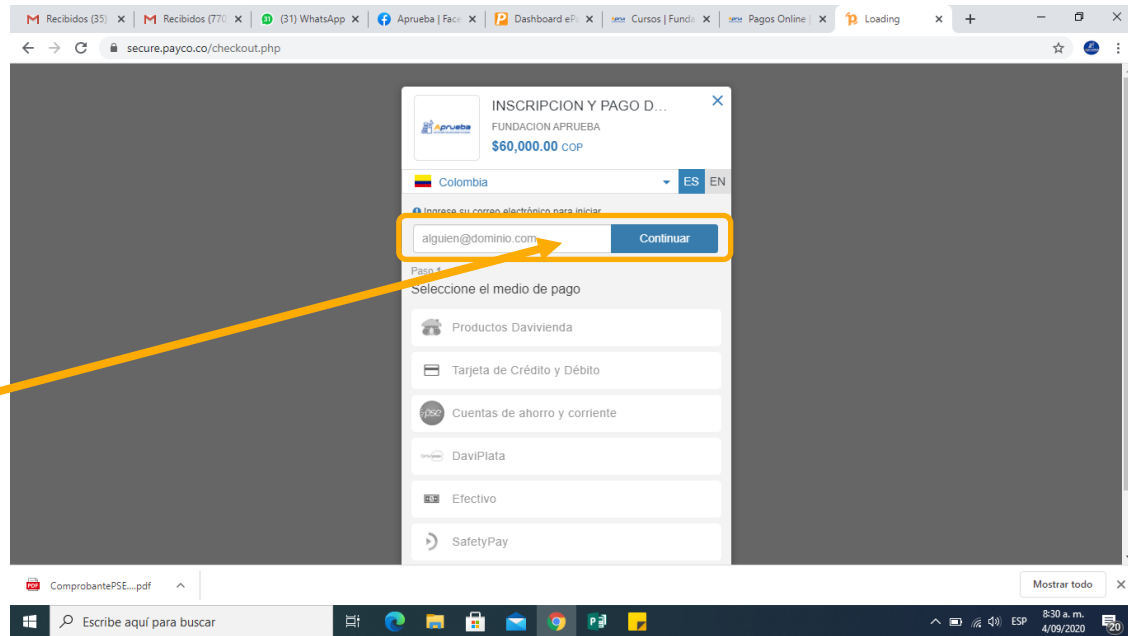 Recibidos (35)
Recibidos (770
(31) WhatsApp
Aprueba | Face
Dashboard eP
Cursos | Funda
Pagos Online |
Loading
secure.payco.co/checkout.php
INSCRIPCION Y PAGO D...
Aprueba
FUNDACION APRUEBA
$60,000.00 COP
Colombia
ES EN
Ingrese su correo electrónico para iniciar
alguien@dominio.com
Continuar
Paso 1
Seleccione el medio de pago
Productos Davivienda
Tarjeta de Crédito y Débito
pse
Cuentas de ahorro y corriente
DaviPlata
Efectivo
SafetyPay
PDF
ComprobantePSE....pdf
Mostrar todo
Escribe aquí para buscar
ESP
8:30 a. m.
4/09/2020
20